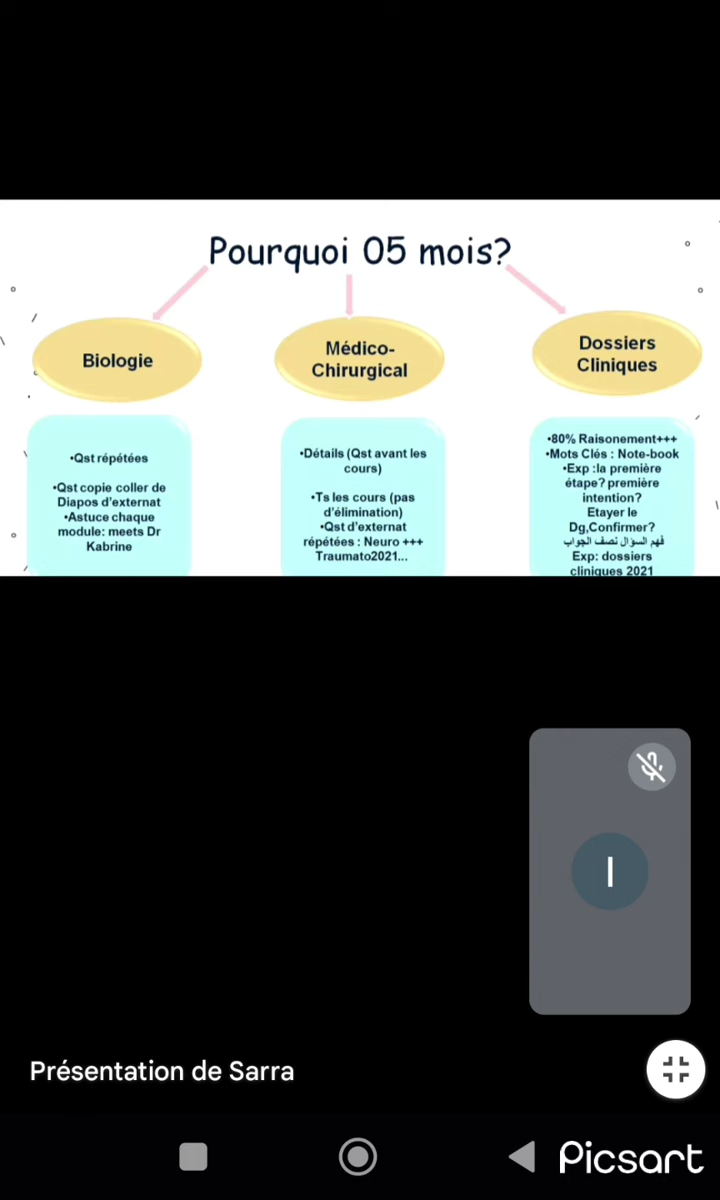 Pourquoi 05 mois?
Biologie
•Qst répétées
•Qst copie coller de
Diapos d'externat
•Astuce chaque
module: meets Dr
Kabrine
Médico-
Chirurgical
•Détails (Qst avant les
cours)
•Ts les cours (pas
d'élimination)
•Qst d'externat
répétées : Neuro +++
Traumato2021...
Dossiers
Cliniques
•80% Raisonement+++
•Mots Clés : Note-book
•Exp :la première
étape? première
intention?
Etayer le
Dg,Confirmer?
فهم السؤال نصف الجواب
Exp: dossiers
cliniques 2021
I
Présentation de Sarra
Picsart